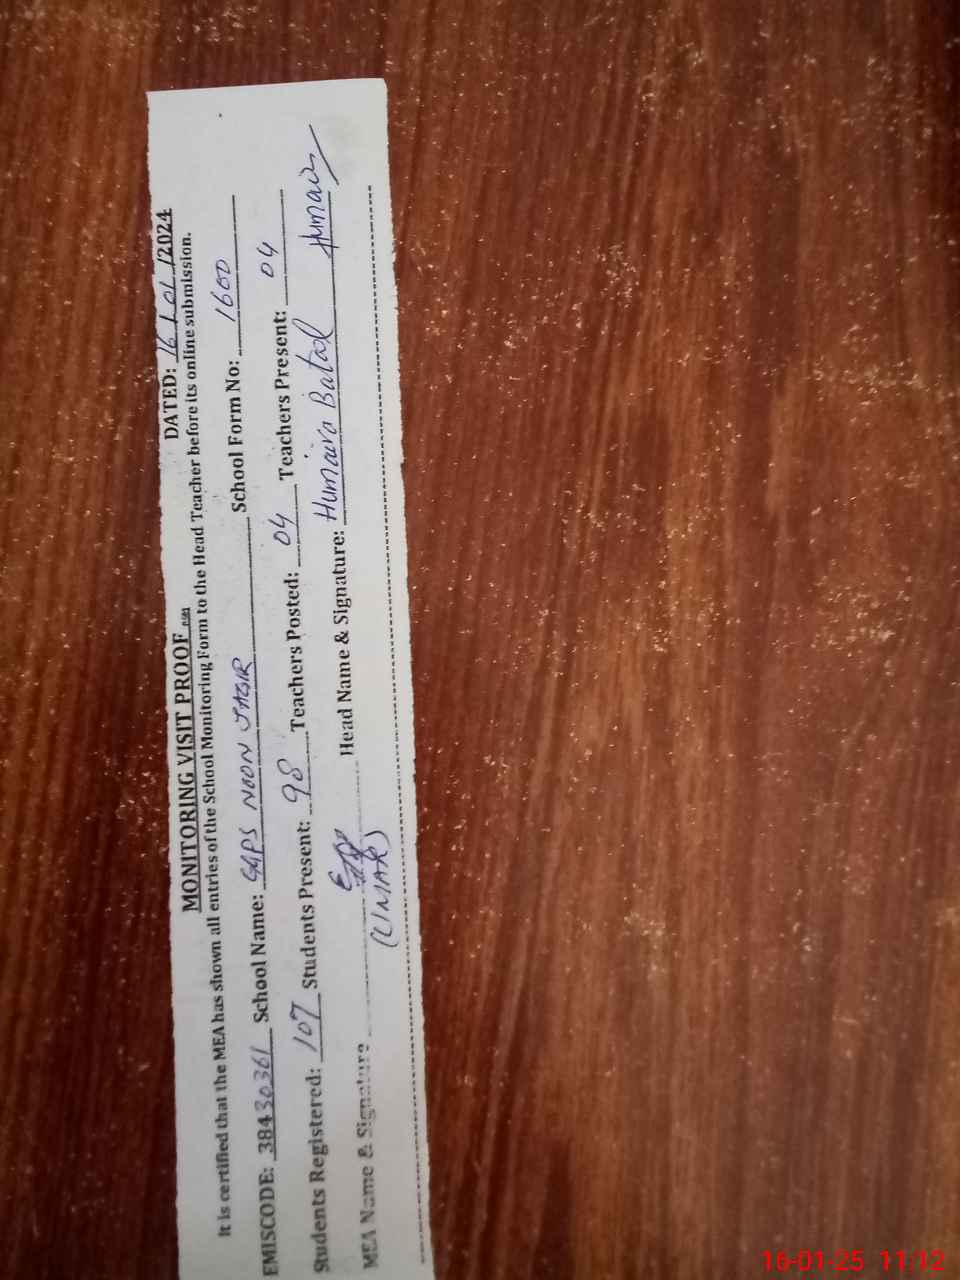 MONITORING VISIT PROOF
DATED: 16/01/2024
It is certified that the MEA has shown all entries of the School Monitoring Form to the Head Teacher before its online submission.
EMISCODE: 38430361 School Name: GGPS NOON JAGIR School Form No: 1600
Students Registered: 107 Students Present: 98 Teachers Posted: 04 Teachers Present: 04
MEA Name & Signature Head Name & Signature: Humaira Batool Humaira
(UMAR)
16-01-25 11:12